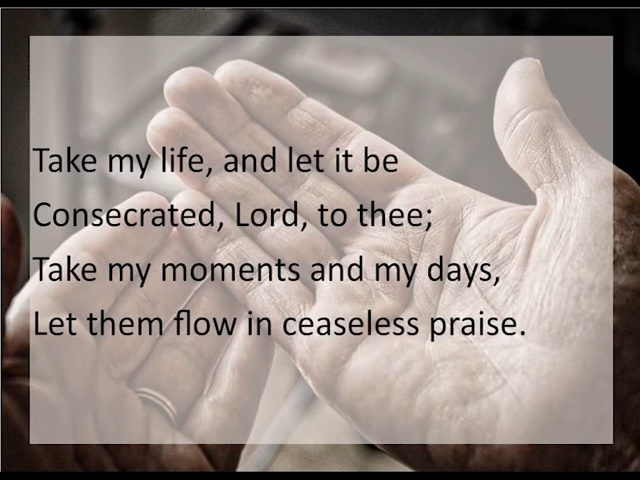 Take my life, and let it be
Consecrated, Lord, to thee;
Take my moments and my days,
Let them flow in ceaseless praise.